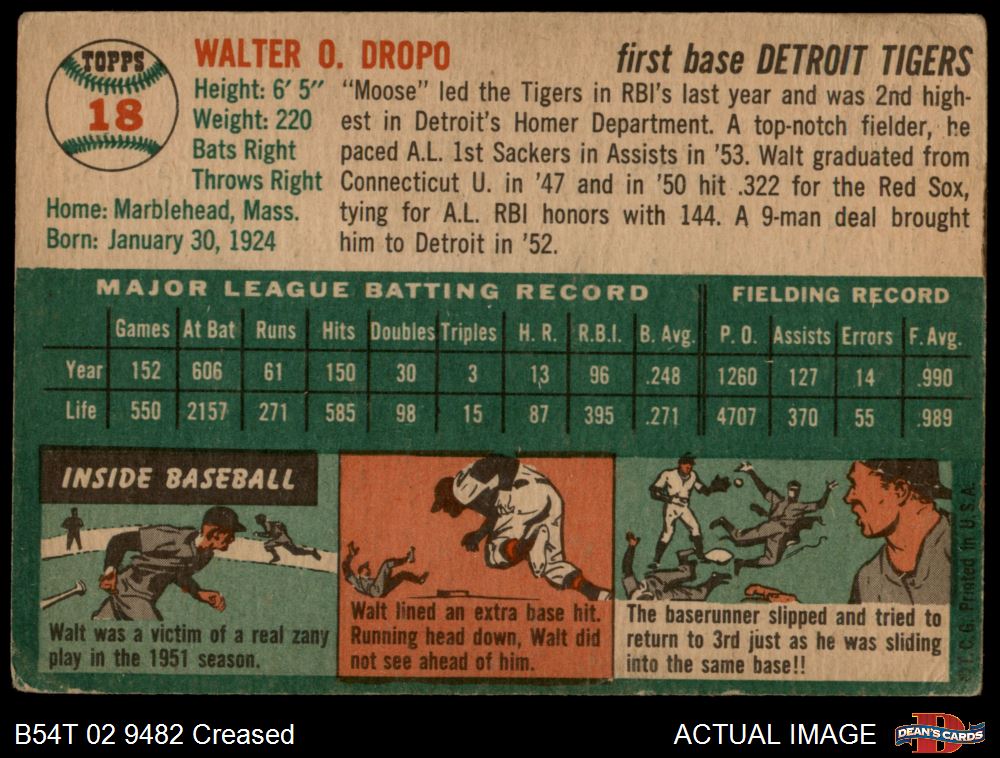 TOPPS
18
WALTER O. DROPO
first base DETROIT TIGERS
Height: 6' 5"
Weight: 220
Bats Right
Throws Right
Home: Marblehead, Mass.
Born: January 30, 1924
"Moose" led the Tigers in RBI's last year and was 2nd high-
est in Detroit's Homer Department. A top-notch fielder, he
paced A.L. 1st Sackers in Assists in '53. Walt graduated from
Connecticut U. in '47 and in '50 hit .322 for the Red Sox,
tying for A.L. RBI honors with 144. A 9-man deal brought
him to Detroit in '52.
MAJOR LEAGUE BATTING RECORD FIELDING RECORD
Games At Bat Runs Hits Doubles Triples H. R. R.B.I. B. Avg. P. O. Assists Errors F. Avg.
Year 152 606 61 150 30 3 13 96 .248 1260 127 14 .990
Life 550 2157 271 585 98 15 87 395 .271 4707 370 55 .989
INSIDE BASEBALL
Walt was a victim of a real zany
play in the 1951 season.
Walt lined an extra base hit.
Running head down, Walt did
not see ahead of him.
The baserunner slipped and tried to
return to 3rd just as he was sliding
into the same base!!
© T. C. G. Printed in U. S. A.
B54T 02 9482 Creased
ACTUAL IMAGE
DEAN'S CARDS